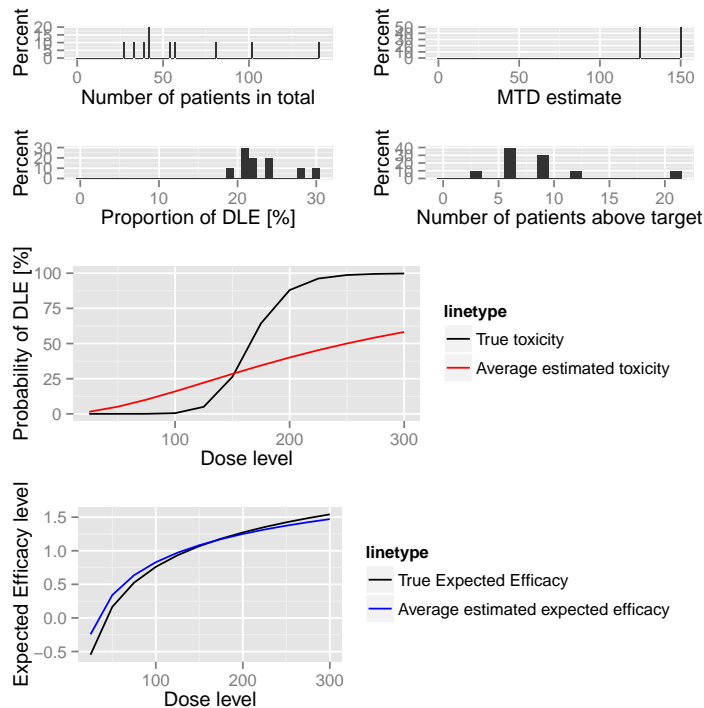 Percent
20
15
10
5
0
0
50
100
Number of patients in total
Percent
50
40
30
20
10
0
0
50
100
150
MTD estimate
Percent
30
20
10
0
0
10
20
30
Proportion of DLE [%]
Percent
40
30
20
10
0
0
5
10
15
20
Number of patients above target
Probability of DLE [%]
100
75
50
25
0
100
200
300
Dose level
linetype
True toxicity
Average estimated toxicity
Expected Efficacy level
1.5
1.0
0.5
0.0
−0.5
100
200
300
Dose level
linetype
True Expected Efficacy
Average estimated expected efficacy